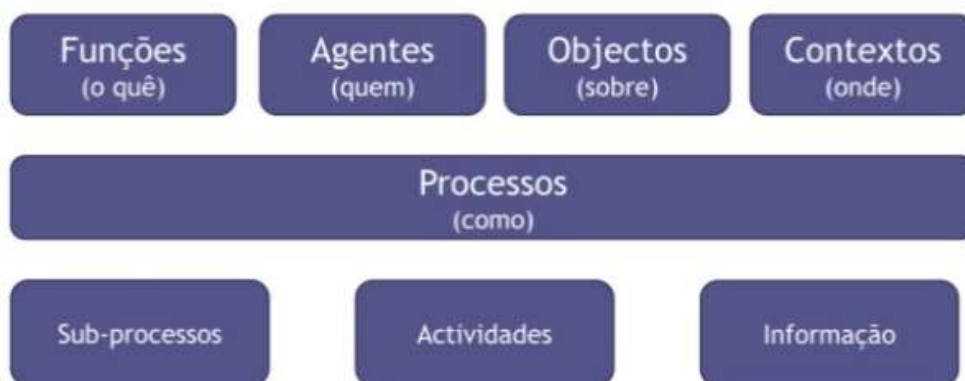 Funções
(o quê)
Agentes
(quem)
Objectos
(sobre)
Contextos
(onde)
Processos
(como)
Sub-processos
Actividades
Informação